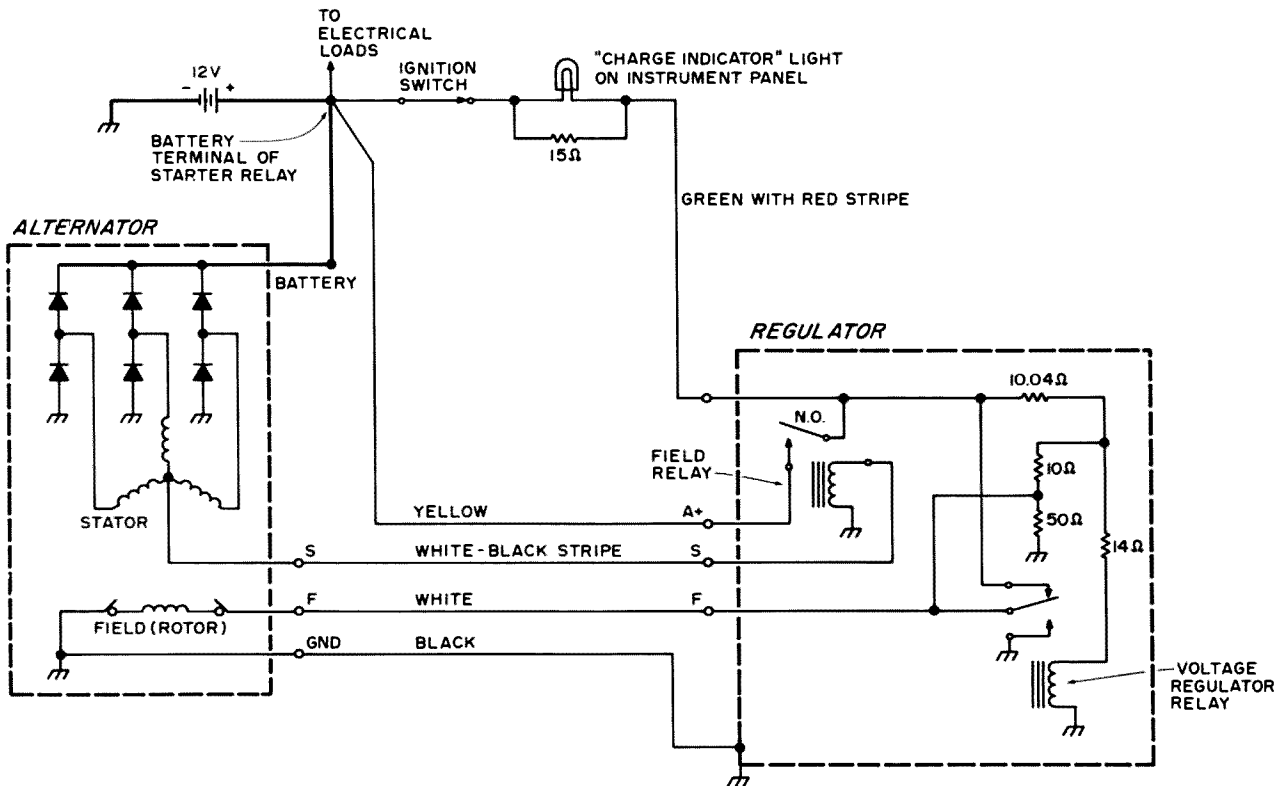 TO
ELECTRICAL
LOADS
12V
- +
IGNITION
SWITCH
"CHARGE INDICATOR" LIGHT
ON INSTRUMENT PANEL
BATTERY
TERMINAL OF
STARTER RELAY
15Ω
GREEN WITH RED STRIPE
ALTERNATOR
BATTERY
REGULATOR
10.04Ω
N.O.
FIELD
RELAY
10Ω
STATOR
YELLOW
A+
50Ω
14Ω
S
WHITE-BLACK STRIPE
S
F
WHITE
F
FIELD (ROTOR)
GND
BLACK
VOLTAGE
REGULATOR
RELAY